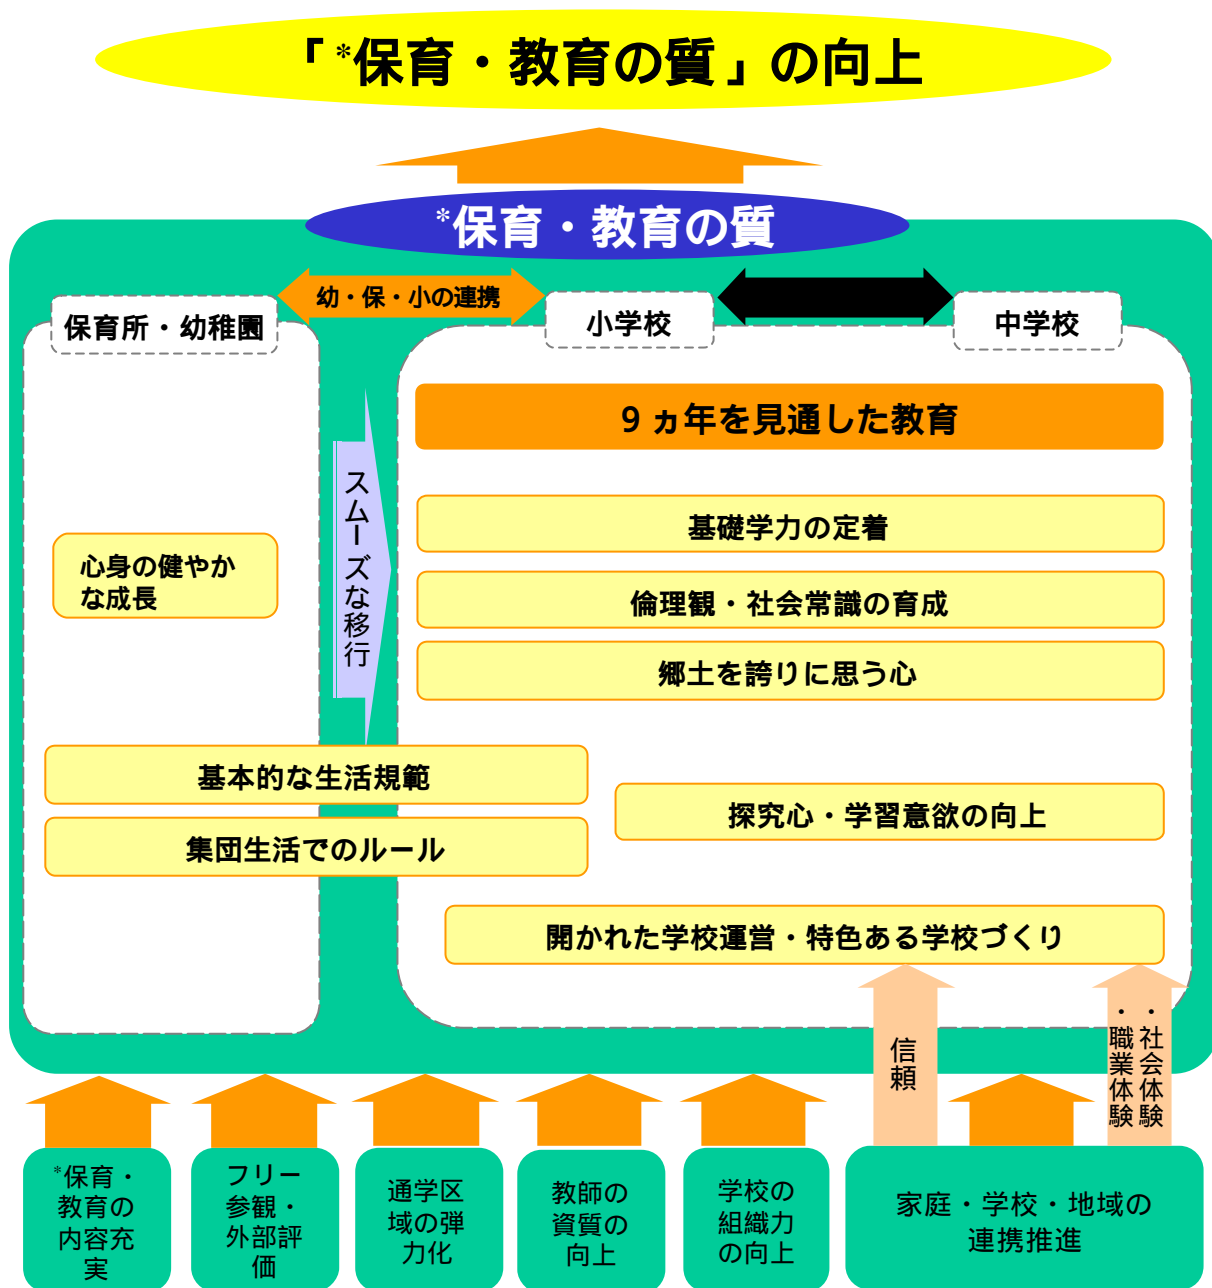 「*保育・教育の質」の向上
*保育・教育の質
幼・保・小の連携
保育所・幼稚園
小学校
中学校
9ヵ年を見通した教育
スムーズな移行
基礎学力の定着
心身の健やか
な成長
倫理観・社会常識の育成
郷土を誇りに思う心
基本的な生活規範
探究心・学習意欲の向上
集団生活でのルール
開かれた学校運営・特色ある学校づくり
信頼
・社会体験
・職業体験
*保育・
教育の
内容充
実
フリー
参観・
外部評
価
通学区
域の弾
力化
教師の
資質の
向上
学校の
組織力
の向上
家庭・学校・地域の
連携推進